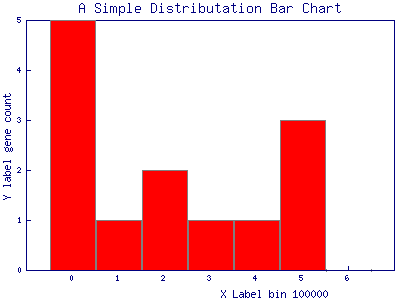 A Simple Distributation Bar Chart
Y label gene count
5
4
3
2
1
0
0 1 2 3 4 5 6
X Label bin 100000